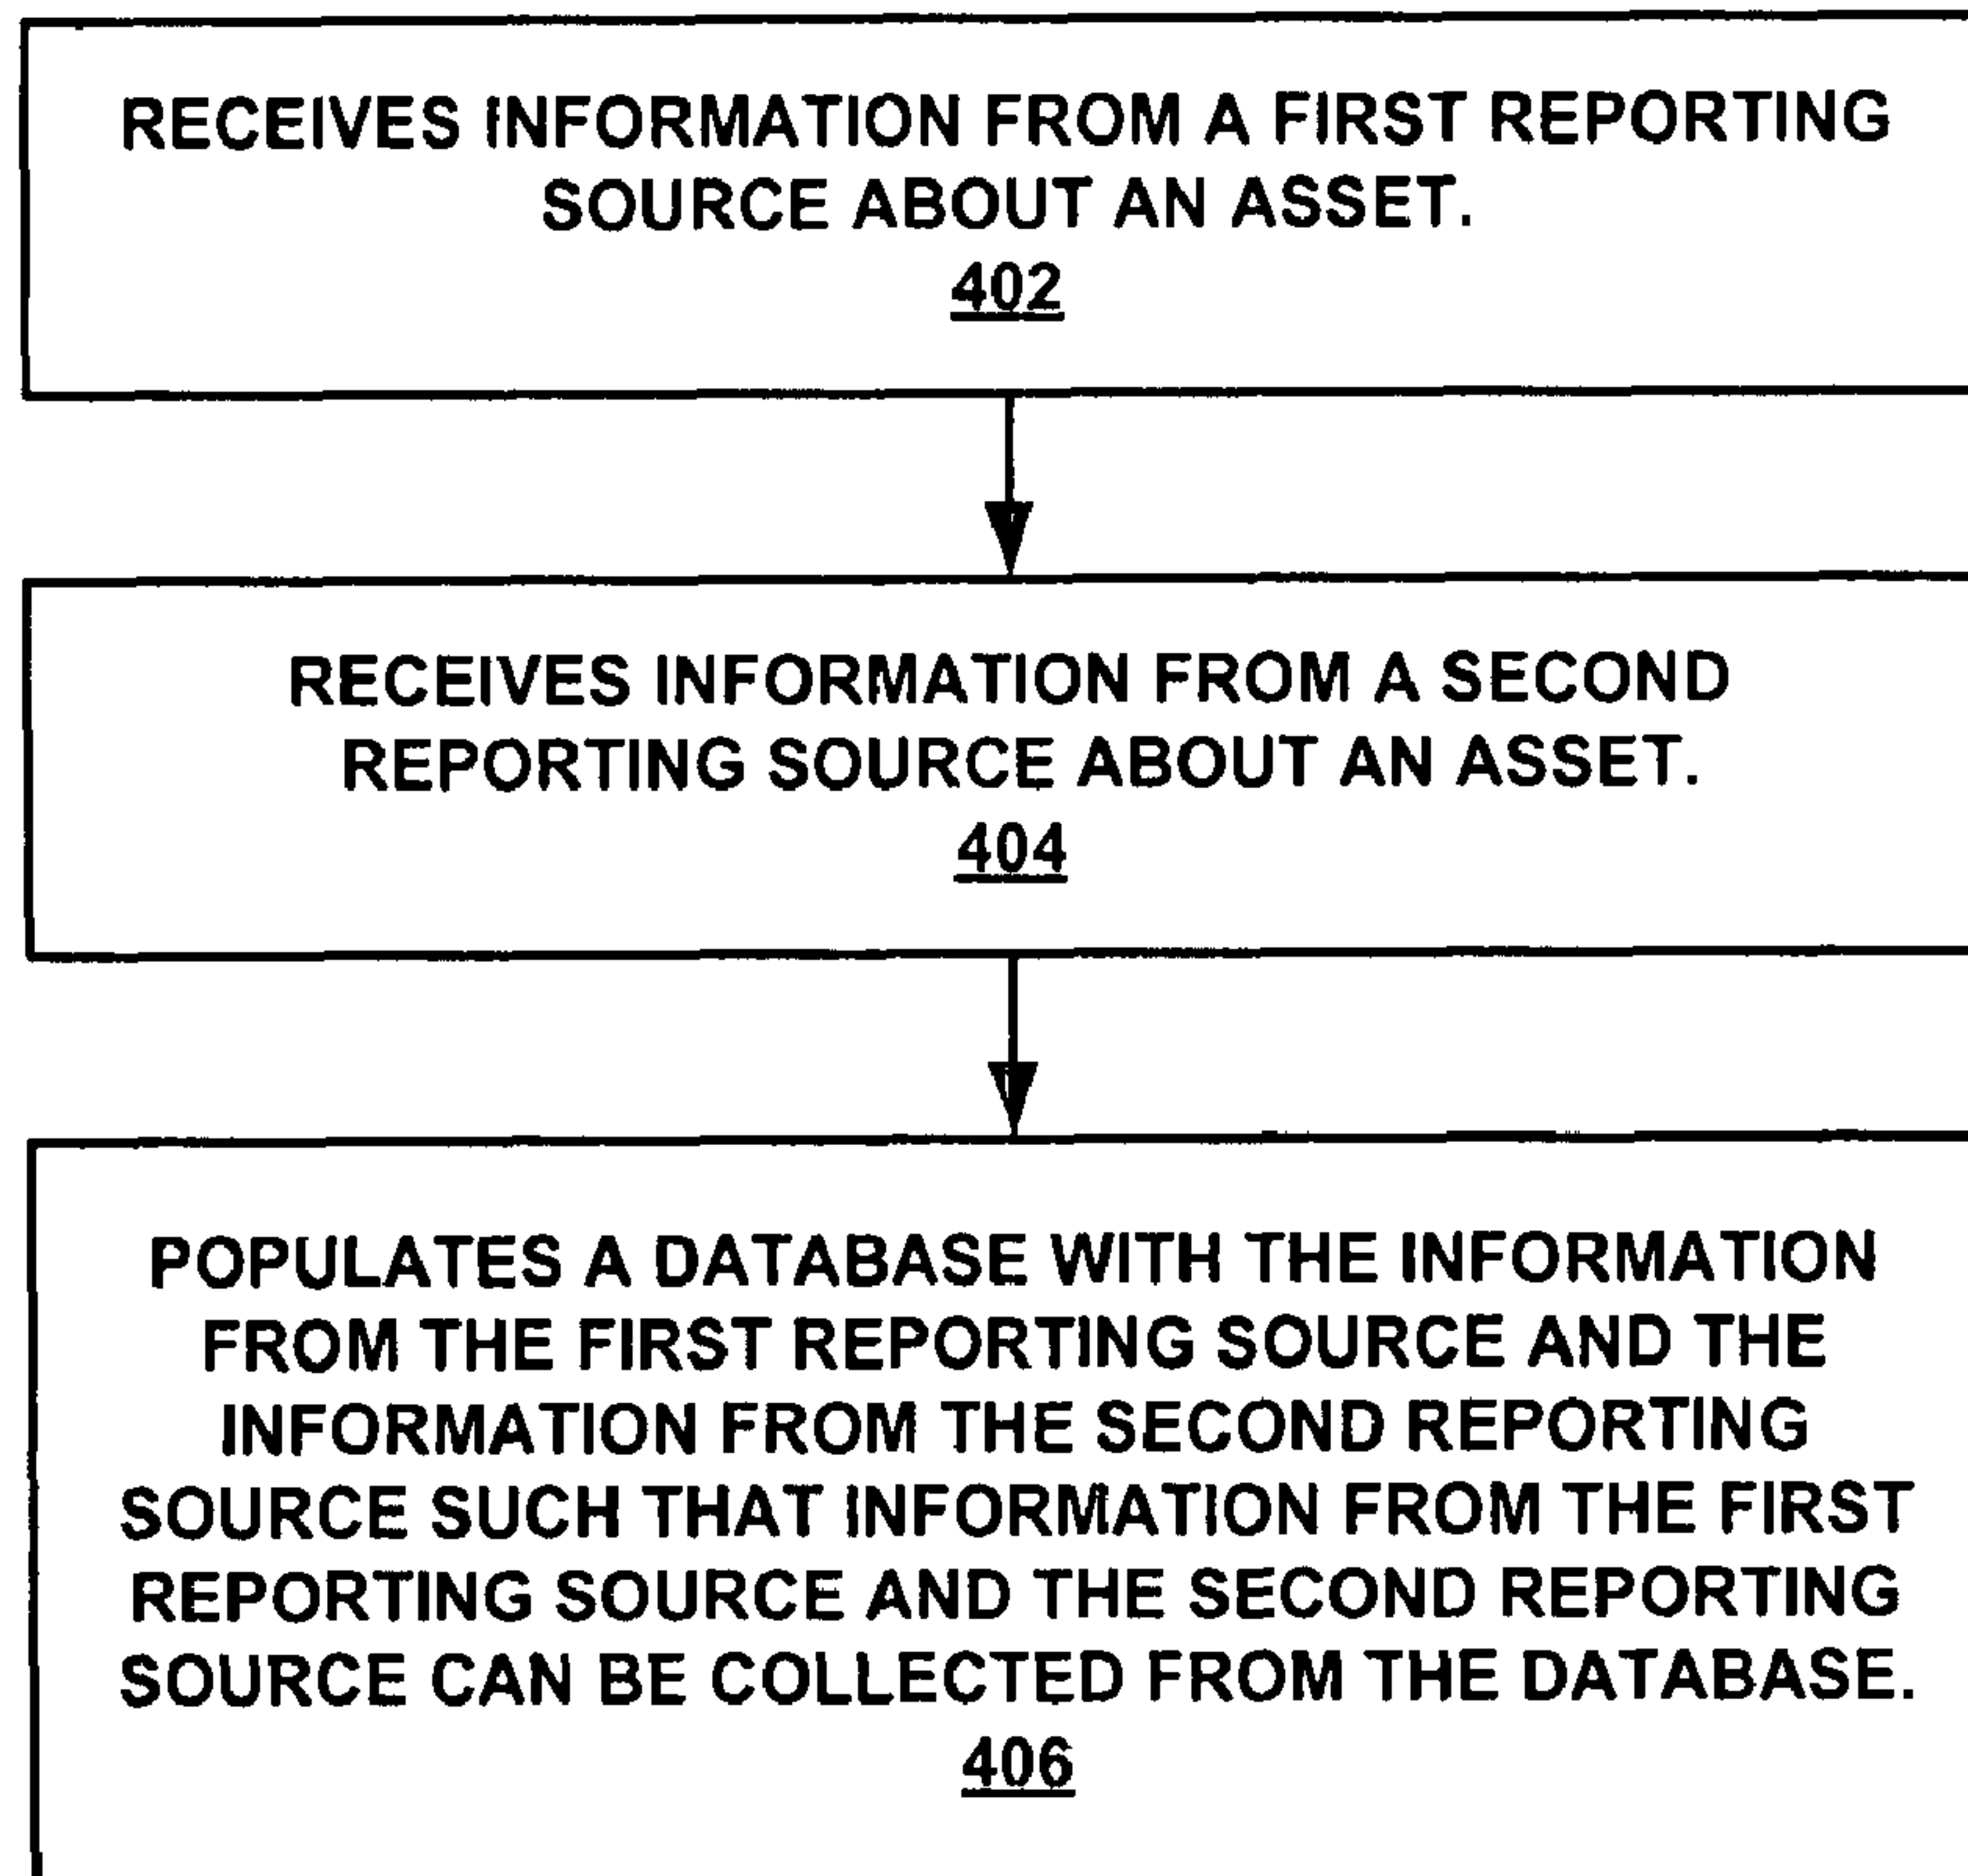 RECEIVES INFORMATION FROM A FIRST REPORTING
SOURCE ABOUT AN ASSET.
402
RECEIVES INFORMATION FROM A SECOND
REPORTING SOURCE ABOUT AN ASSET.
404
POPULATES A DATABASE WITH THE INFORMATION
FROM THE FIRST REPORTING SOURCE AND THE
INFORMATION FROM THE SECOND REPORTING
SOURCE SUCH THAT INFORMATION FROM THE FIRST
REPORTING SOURCE AND THE SECOND REPORTING
SOURCE CAN BE COLLECTED FROM THE DATABASE.
406